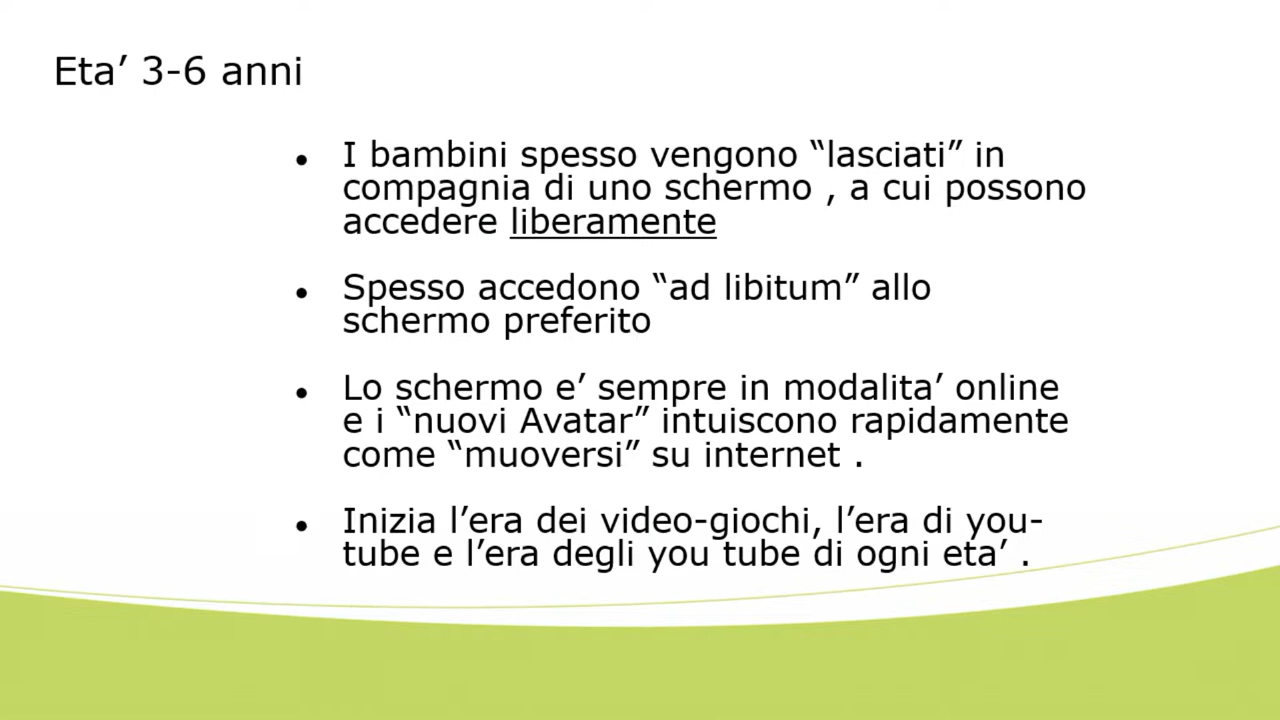 Eta’ 3-6 anni
• I bambini spesso vengono “lasciati” in
compagnia di uno schermo , a cui possono
accedere liberamente
• Spesso accedono “ad libitum” allo
schermo preferito
• Lo schermo e’ sempre in modalita’ online
e i “nuovi Avatar” intuiscono rapidamente
come “muoversi” su internet .
• Inizia l’era dei video-giochi, l’era di you-
tube e l’era degli you tube di ogni eta’ .